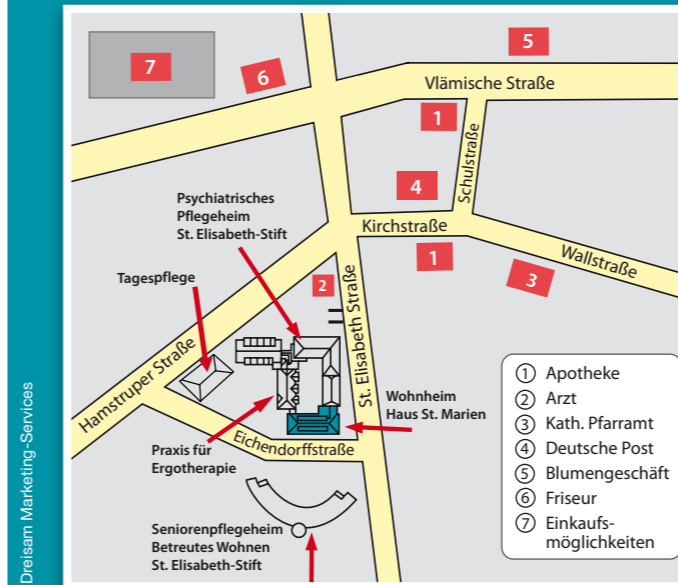 5
7
6
Vlämische Straße
1
Schulstraße
4
Psychiatrisches
Pflegeheim
St. Elisabeth-Stift
Kirchstraße
1
Wallstraße
3
Tagespflege
2
St. Elisabeth Straße
Hamstruper Straße
Wohnheim
Haus St. Marien
Eichendorffstraße
Praxis für
Ergotherapie
Seniorenpflegeheim
Betreutes Wohnen
St. Elisabeth-Stift
1 Apotheke
2 Arzt
3 Kath. Pfarramt
4 Deutsche Post
5 Blumengeschäft
6 Friseur
7 Einkaufs-
möglichkeiten
Dreisam Marketing-Services